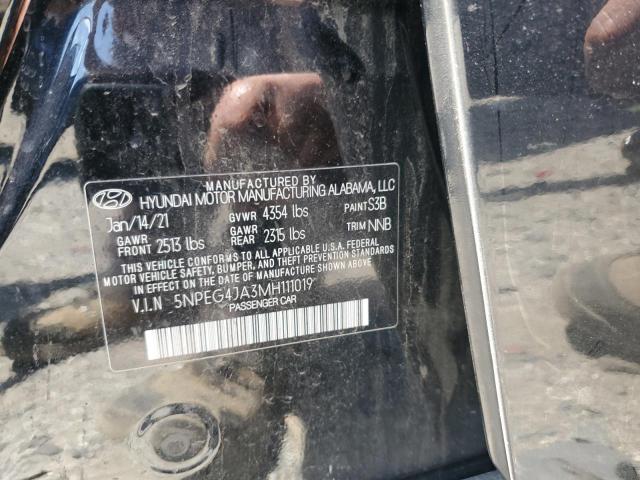 MANUFACTURED BY
HYUNDAI MOTOR MANUFACTURING ALABAMA, LLC
Jan/14/21 GVWR 4354 lbs PAINT S3B
GAWR FRONT 2513 lbs GAWR REAR 2315 lbs TRIM NNB
THIS VEHICLE CONFORMS TO ALL APPLICABLE U.S.A. FEDERAL
MOTOR VEHICLE SAFETY, BUMPER, AND THEFT PREVENTION STANDARDS
IN EFFECT ON THE DATE OF MANUFACTURE SHOWN ABOVE.
V.I.N 5NPEG4JA3MH111019
PASSENGER CAR